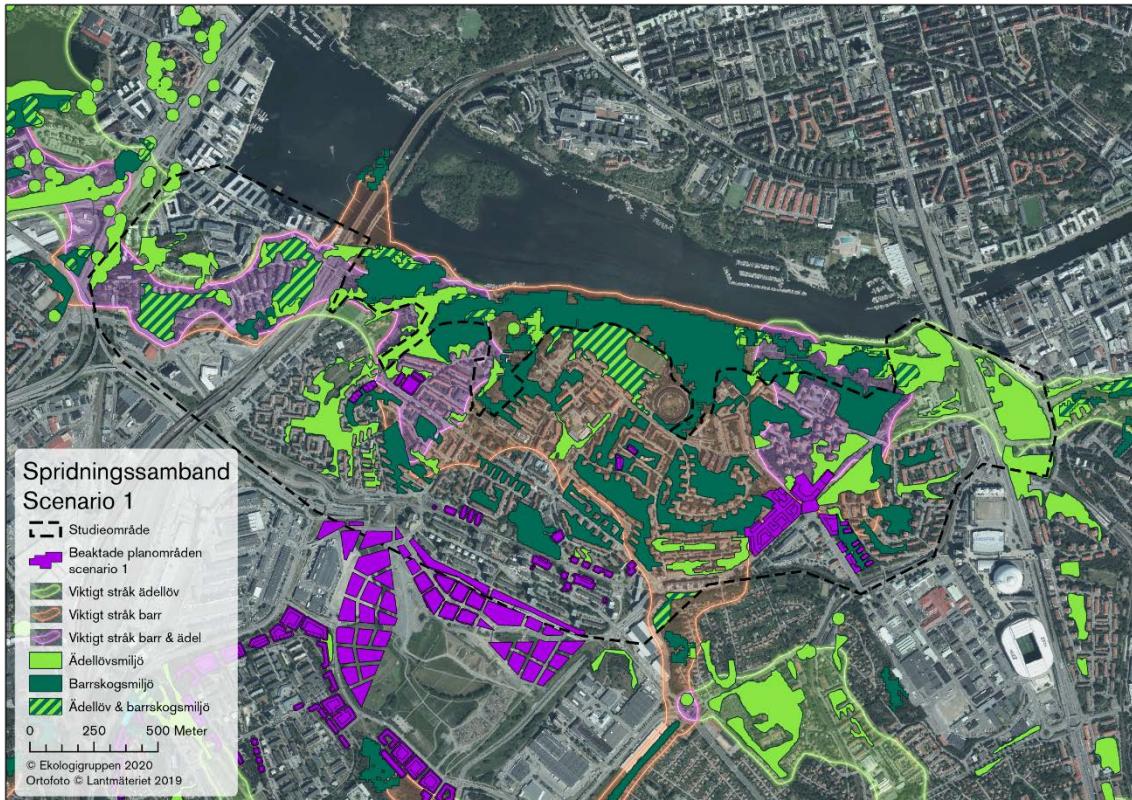 Spridningssamband
Scenario 1
Studieområde
Beaktade planområden
scenario 1
Viktigt stråk ädellöv
Viktigt stråk barr
Viktigt stråk barr & ädel
Ädellövsmiljö
Barrskogsmiljö
Ädellöv & barrskogsmiljö
0 250 500 Meter
© Ekologigruppen 2020
Ortofoto © Lantmäteriet 2019